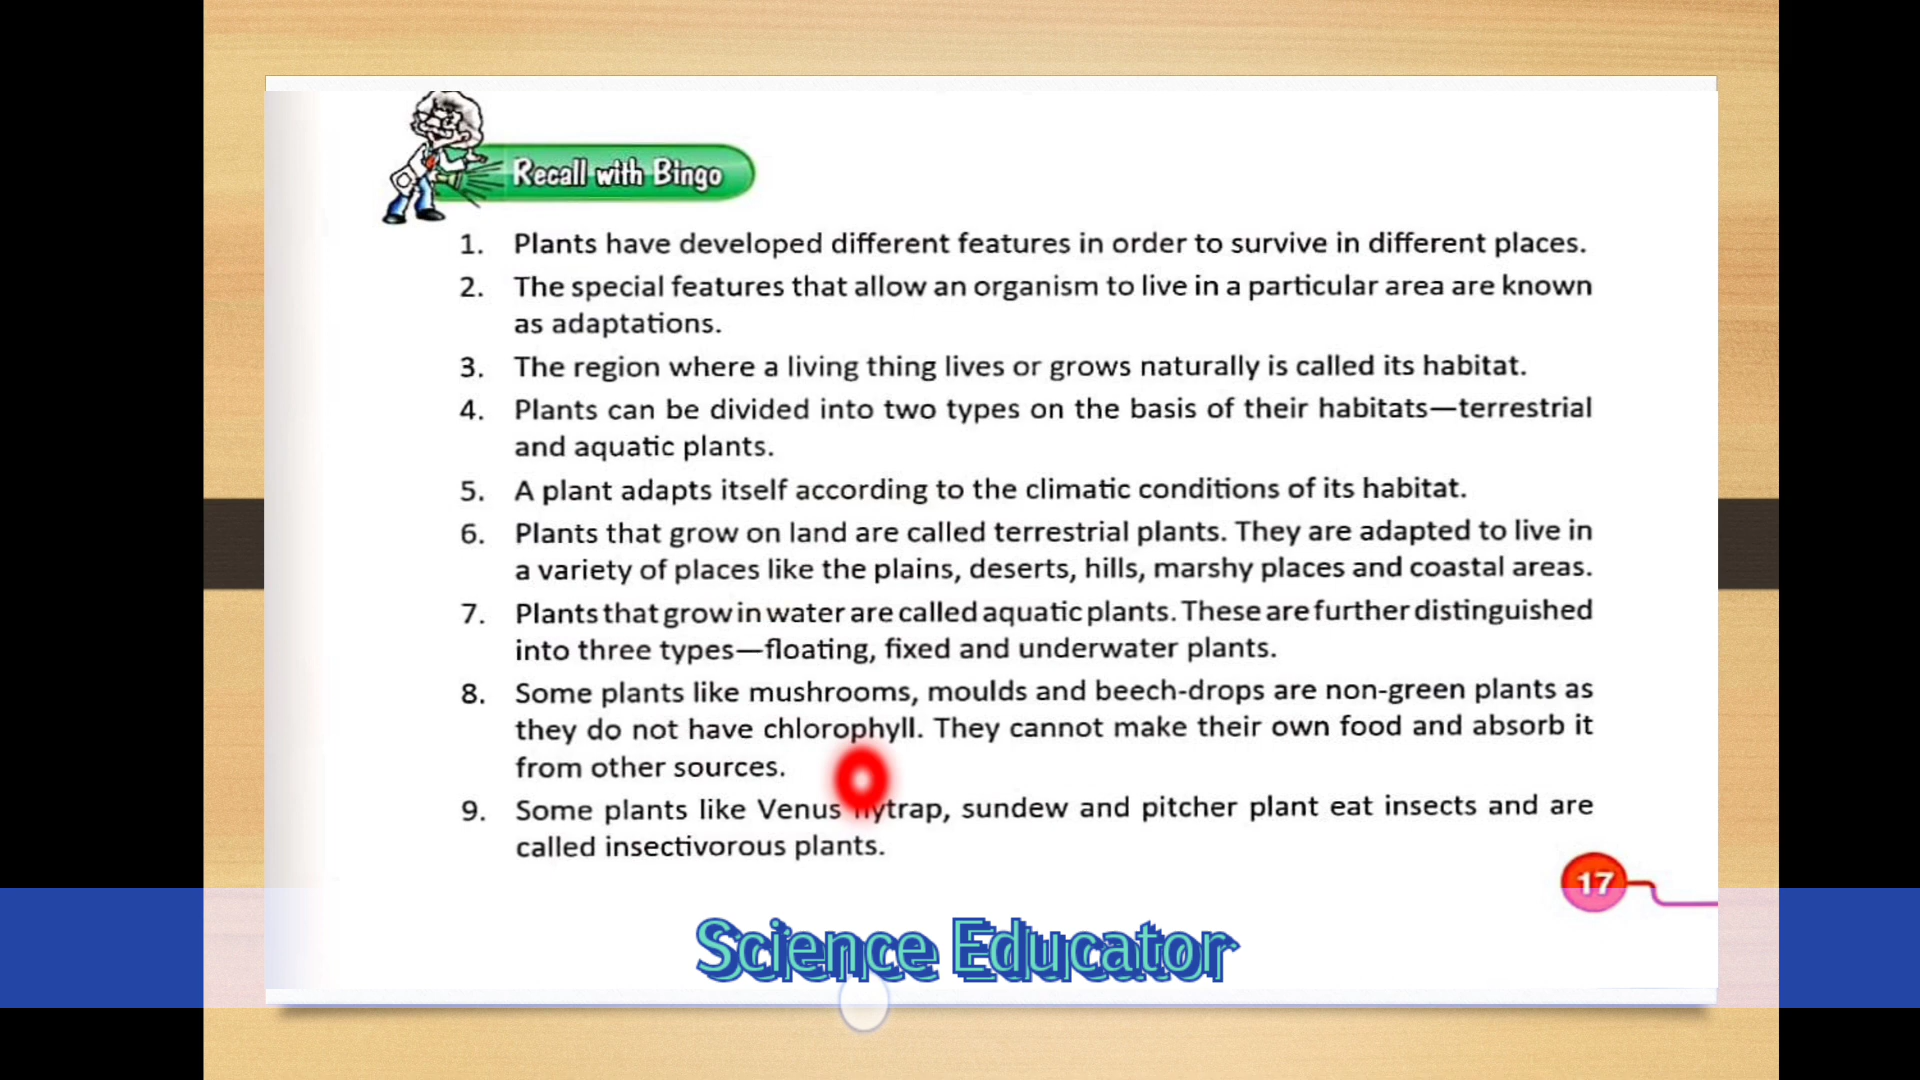 Recall with Bingo
1. Plants have developed different features in order to survive in different places.
2. The special features that allow an organism to live in a particular area are known
as adaptations.
3. The region where a living thing lives or grows naturally is called its habitat.
4. Plants can be divided into two types on the basis of their habitats—terrestrial
and aquatic plants.
5. A plant adapts itself according to the climatic conditions of its habitat.
6. Plants that grow on land are called terrestrial plants. They are adapted to live in
a variety of places like the plains, deserts, hills, marshy places and coastal areas.
7. Plants that grow in water are called aquatic plants. These are further distinguished
into three types—floating, fixed and underwater plants.
8. Some plants like mushrooms, moulds and beech-drops are non-green plants as
they do not have chlorophyll. They cannot make their own food and absorb it
from other sources.
9. Some plants like Venus flytrap, sundew and pitcher plant eat insects and are
called insectivorous plants.
17
Science Educator